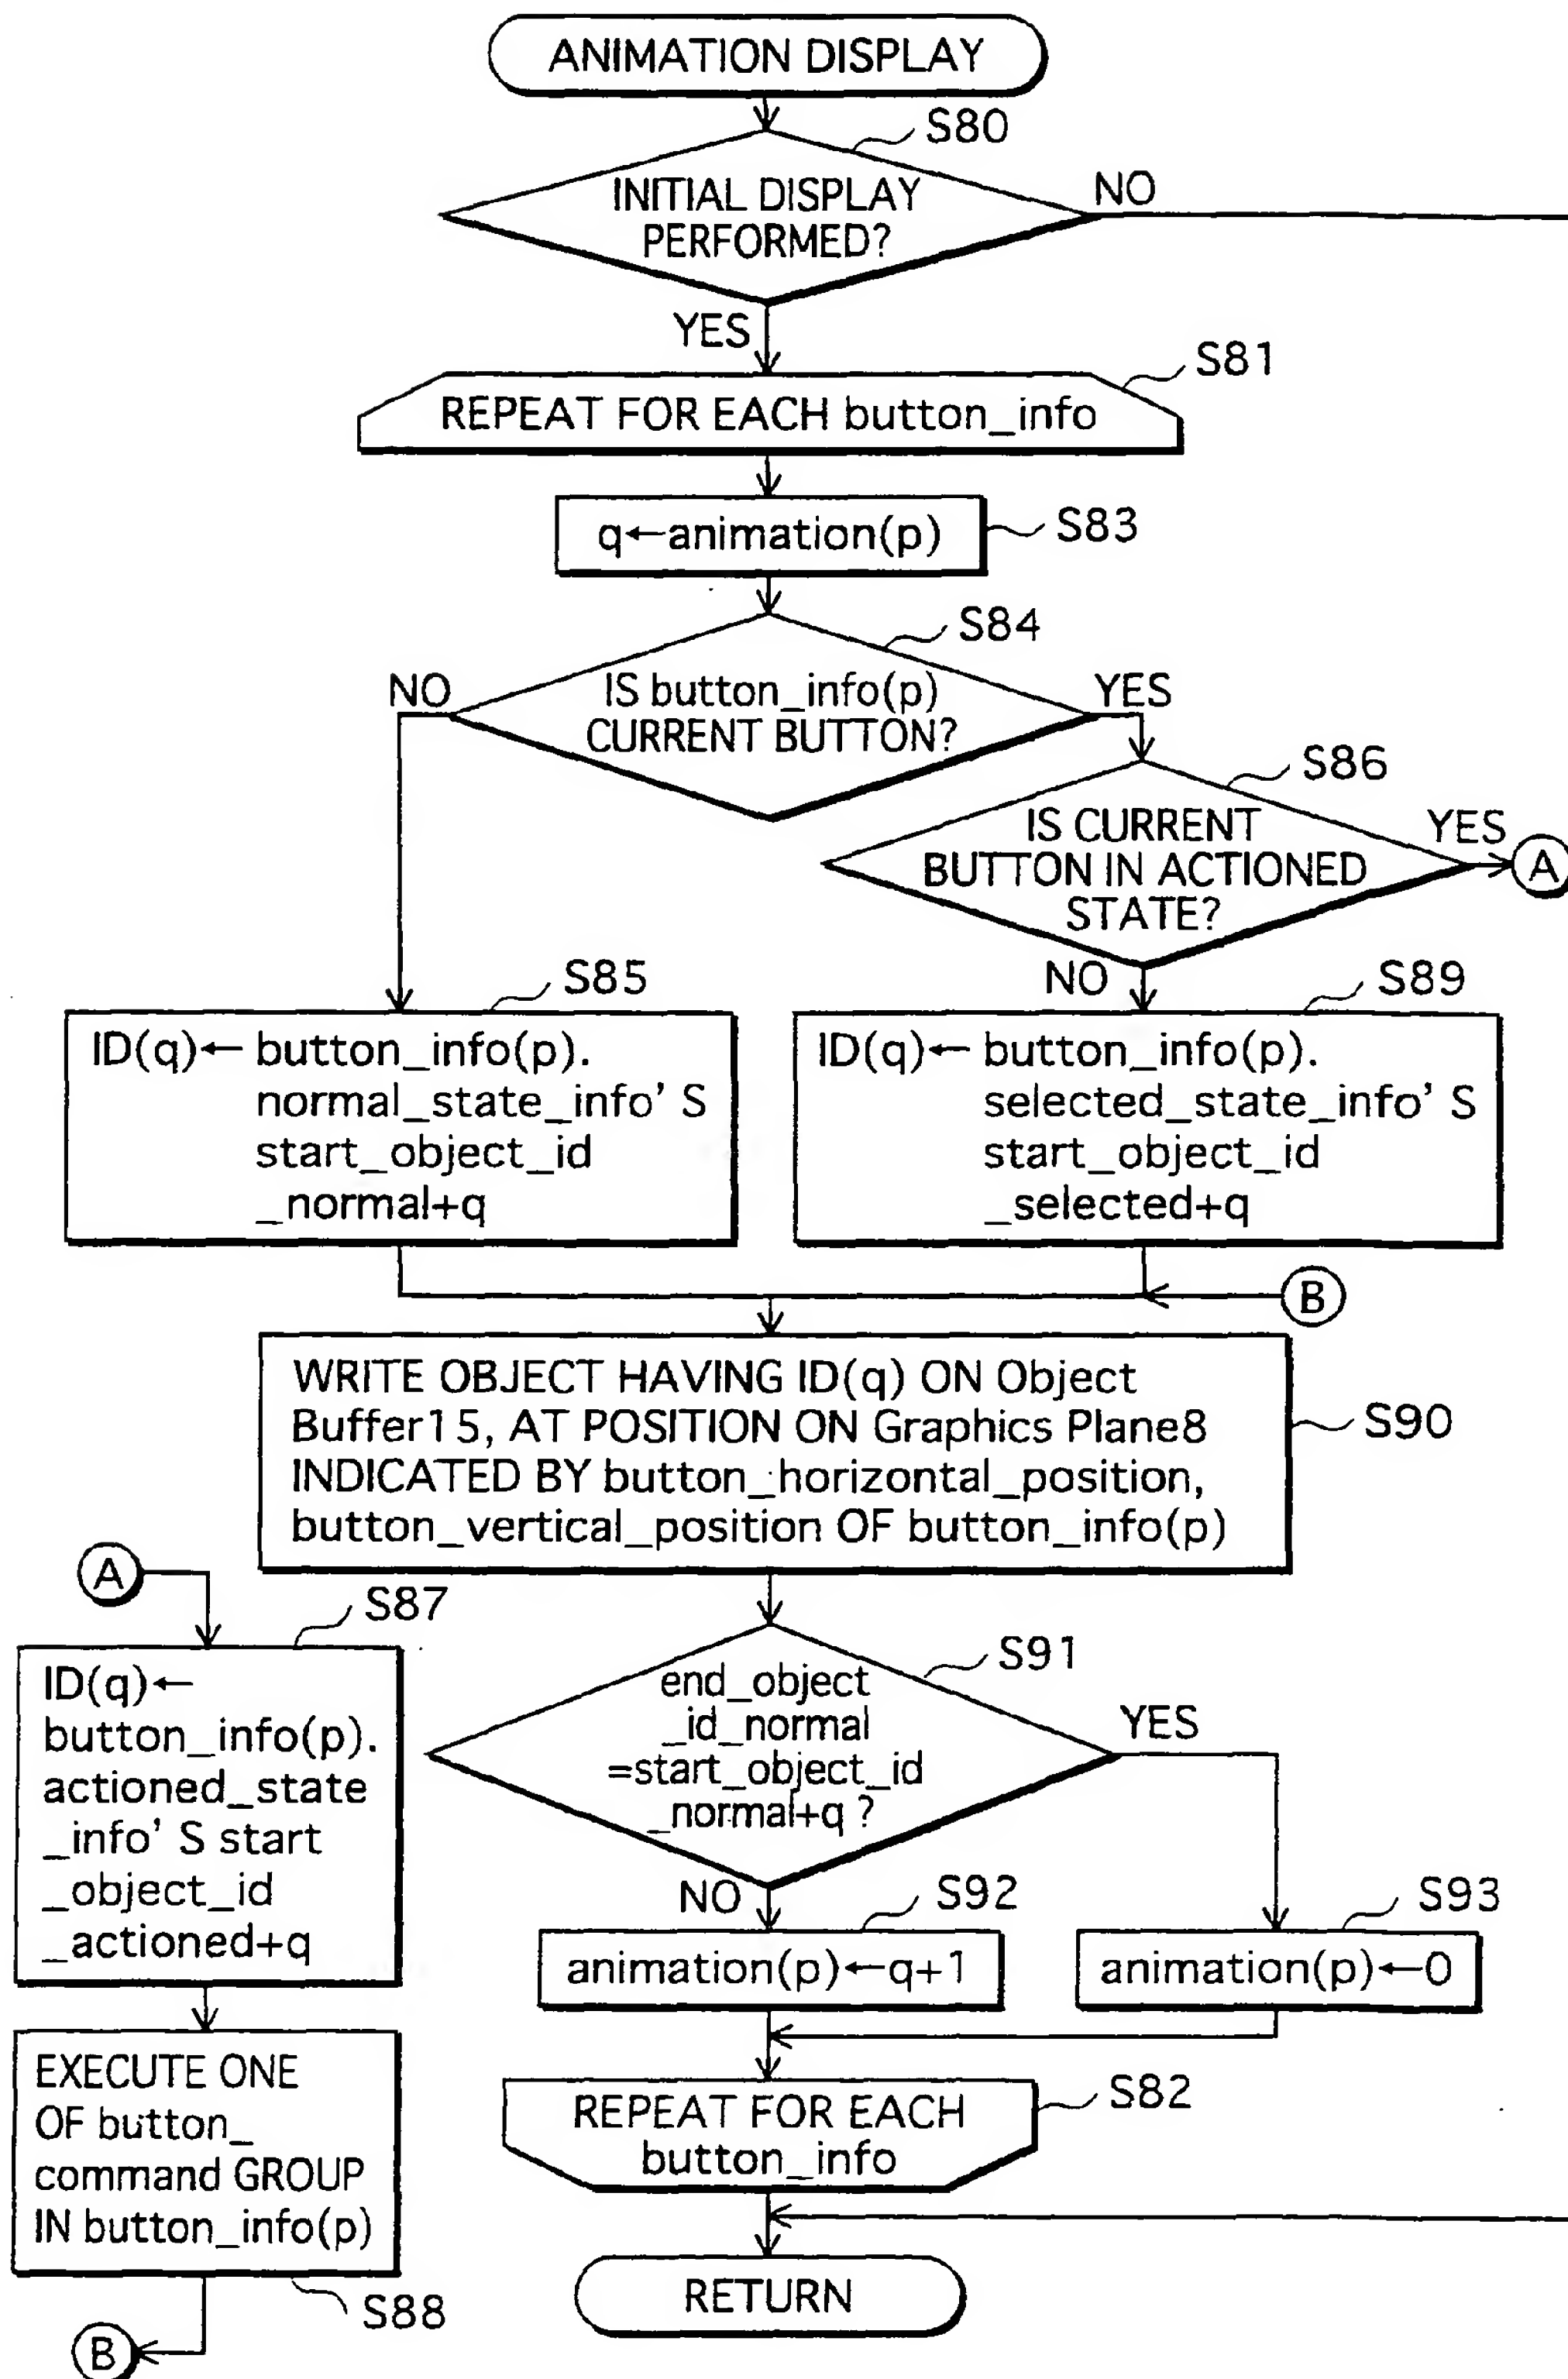 ANIMATION DISPLAY
S80
INITIAL DISPLAY
PERFORMED?
NO
YES
S81
REPEAT FOR EACH button_info
q←animation(p)
S83
S84
NO
IS button_info(p)
CURRENT BUTTON?
YES
S86
IS CURRENT
BUTTON IN ACTIONED
STATE?
YES
A
NO
S85
ID(q)← button_info(p).
normal_state_info' S
start_object_id
_normal+q
S89
ID(q)← button_info(p).
selected_state_info' S
start_object_id
_selected+q
B
WRITE OBJECT HAVING ID(q) ON Object
Buffer15, AT POSITION ON Graphics Plane8
INDICATED BY button_horizontal_position,
button_vertical_position OF button_info(p)
S90
A
S87
ID(q)←
button_info(p).
actioned_state
_info' S start
_object_id
_actioned+q
S91
end_object
_id_normal
=start_object_id
_normal+q ?
YES
NO
S92
animation(p)←q+1
S93
animation(p)←0
EXECUTE ONE
OF button_
command GROUP
IN button_info(p)
S88
B
S82
REPEAT FOR EACH
button_info
RETURN